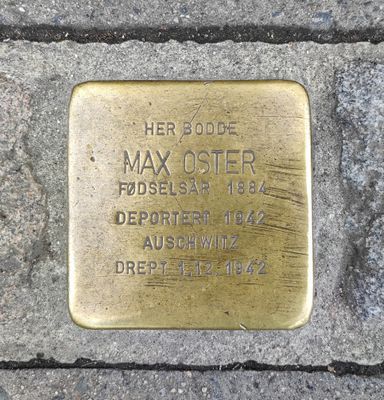 HER BODDE
MAX OSTER
FØDSELSÅR 1884
DEPORTERT 1942
AUSCHWITZ
DREPT 1.12.1942